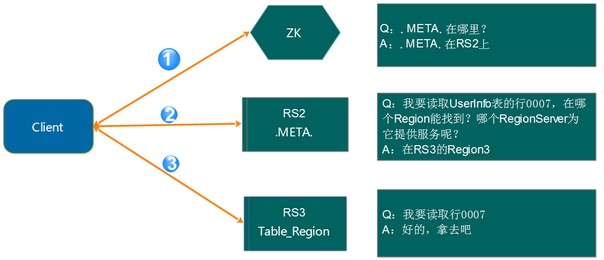 ZK
Q：.META.在哪里？
A：.META.在RS2上
1
Client
2
RS2
.META.
Q：我要读取UserInfo表的行0007，在哪
个Region能找到？哪个RegionServer为
它提供服务呢？
A：在RS3的Region3
3
RS3
Table_Region
Q：我要读取行0007
A：好的，拿去吧